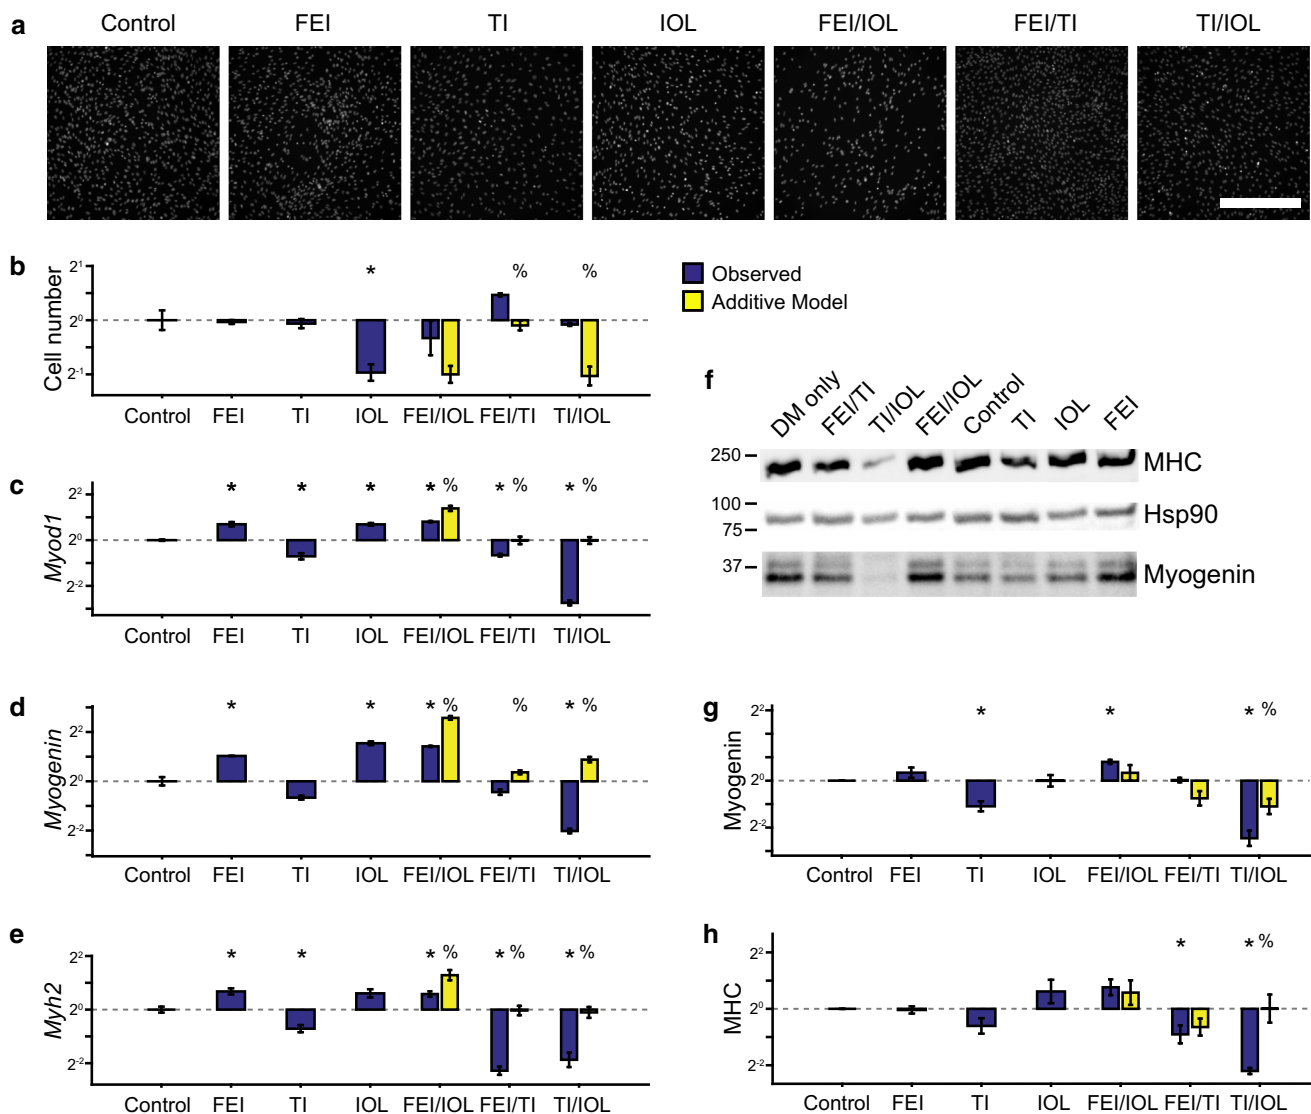 a
Control FEI TI IOL FEI/IOL FEI/TI TI/IOL
b
Cell number
2¹
2⁰
2⁻¹
* % %
Control FEI TI IOL FEI/IOL FEI/TI TI/IOL
Observed
Additive Model
c
Myod1
2²
2⁰
2⁻²
* * * * % * % * %
Control FEI TI IOL FEI/IOL FEI/TI TI/IOL
d
Myogenin
2²
2⁰
2⁻²
* * * % % * %
Control FEI TI IOL FEI/IOL FEI/TI TI/IOL
e
Myh2
2²
2⁰
2⁻²
* * * % * % * %
Control FEI TI IOL FEI/IOL FEI/TI TI/IOL
f
DM only FEI/TI TI/IOL FEI/IOL Control TI IOL FEI
250 MHC
100
75
Hsp90
37 Myogenin
g
Myogenin
2²
2⁰
2⁻²
* * * %
Control FEI TI IOL FEI/IOL FEI/TI TI/IOL
h
MHC
2²
2⁰
2⁻²
* * %
Control FEI TI IOL FEI/IOL FEI/TI TI/IOL